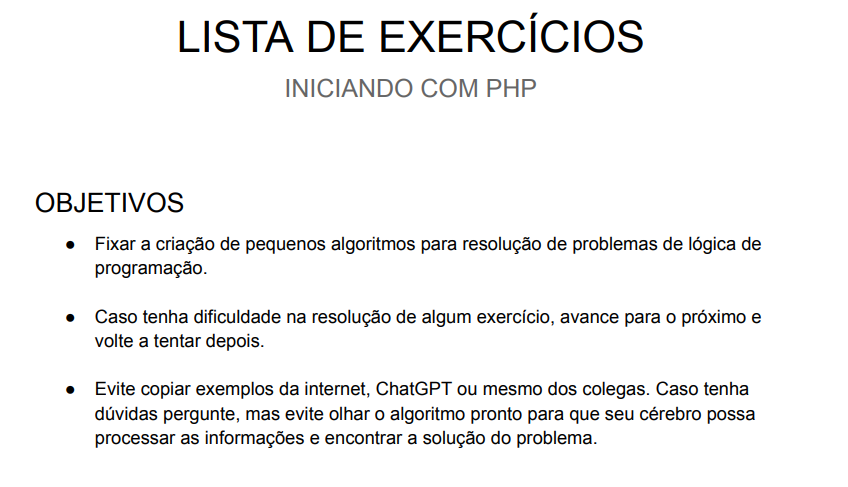 LISTA DE EXERCÍCIOS
INICIANDO COM PHP
OBJETIVOS
● Fixar a criação de pequenos algoritmos para resolução de problemas de lógica de
programação.
● Caso tenha dificuldade na resolução de algum exercício, avance para o próximo e
volte a tentar depois.
● Evite copiar exemplos da internet, ChatGPT ou mesmo dos colegas. Caso tenha
dúvidas pergunte, mas evite olhar o algoritmo pronto para que seu cérebro possa
processar as informações e encontrar a solução do problema.